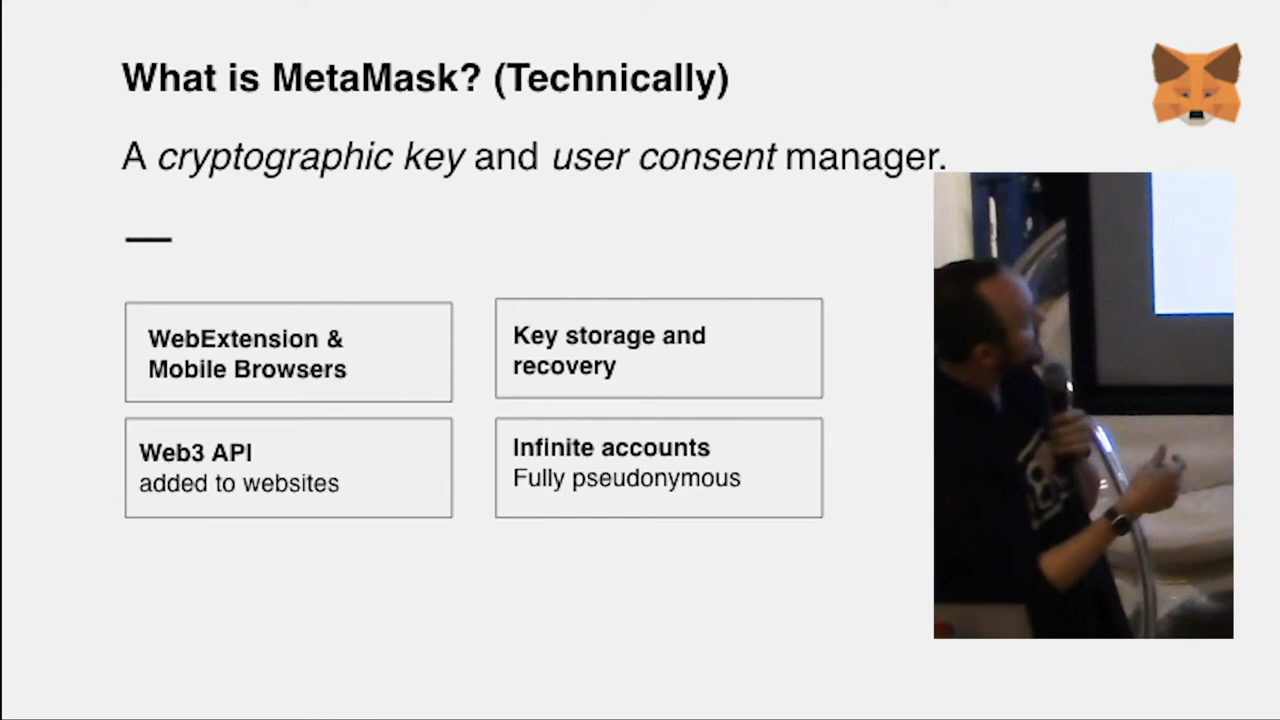 What is MetaMask? (Technically)
A cryptographic key and user consent manager.
WebExtension &
Mobile Browsers
Key storage and
recovery
Web3 API
added to websites
Infinite accounts
Fully pseudonymous